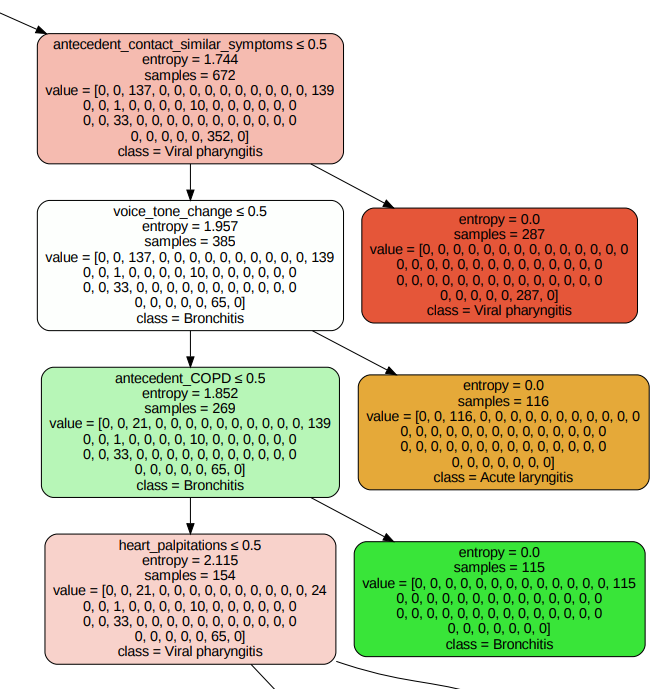 antecedent_contact_similar_symptoms ≤ 0.5
entropy = 1.744
samples = 672
value = [0, 0, 137, 0, 0, 0, 0, 0, 0, 0, 0, 0, 0, 139
0, 0, 1, 0, 0, 0, 0, 10, 0, 0, 0, 0, 0, 0
0, 0, 33, 0, 0, 0, 0, 0, 0, 0, 0, 0, 0, 0
0, 0, 0, 0, 0, 352, 0]
class = Viral pharyngitis
voice_tone_change ≤ 0.5
entropy = 1.957
samples = 385
value = [0, 0, 137, 0, 0, 0, 0, 0, 0, 0, 0, 0, 0, 139
0, 0, 1, 0, 0, 0, 0, 10, 0, 0, 0, 0, 0, 0
0, 0, 33, 0, 0, 0, 0, 0, 0, 0, 0, 0, 0, 0
0, 0, 0, 0, 0, 65, 0]
class = Bronchitis
entropy = 0.0
samples = 287
value = [0, 0, 0, 0, 0, 0, 0, 0, 0, 0, 0, 0, 0, 0
0, 0, 0, 0, 0, 0, 0, 0, 0, 0, 0, 0, 0, 0
0, 0, 0, 0, 0, 0, 0, 0, 0, 0, 0, 0, 0, 0
0, 0, 0, 0, 0, 287, 0]
class = Viral pharyngitis
antecedent_COPD ≤ 0.5
entropy = 1.852
samples = 269
value = [0, 0, 21, 0, 0, 0, 0, 0, 0, 0, 0, 0, 0, 139
0, 0, 1, 0, 0, 0, 0, 10, 0, 0, 0, 0, 0, 0
0, 0, 33, 0, 0, 0, 0, 0, 0, 0, 0, 0, 0, 0
0, 0, 0, 0, 0, 65, 0]
class = Bronchitis
entropy = 0.0
samples = 116
value = [0, 0, 116, 0, 0, 0, 0, 0, 0, 0, 0, 0, 0, 0
0, 0, 0, 0, 0, 0, 0, 0, 0, 0, 0, 0, 0, 0
0, 0, 0, 0, 0, 0, 0, 0, 0, 0, 0, 0, 0, 0
0, 0, 0, 0, 0, 0, 0]
class = Acute laryngitis
heart_palpitations ≤ 0.5
entropy = 2.115
samples = 154
value = [0, 0, 21, 0, 0, 0, 0, 0, 0, 0, 0, 0, 0, 24
0, 0, 1, 0, 0, 0, 0, 10, 0, 0, 0, 0, 0, 0
0, 0, 33, 0, 0, 0, 0, 0, 0, 0, 0, 0, 0, 0
0, 0, 0, 0, 0, 65, 0]
class = Viral pharyngitis
entropy = 0.0
samples = 115
value = [0, 0, 0, 0, 0, 0, 0, 0, 0, 0, 0, 0, 0, 115
0, 0, 0, 0, 0, 0, 0, 0, 0, 0, 0, 0, 0, 0
0, 0, 0, 0, 0, 0, 0, 0, 0, 0, 0, 0, 0, 0
0, 0, 0, 0, 0, 0, 0]
class = Bronchitis